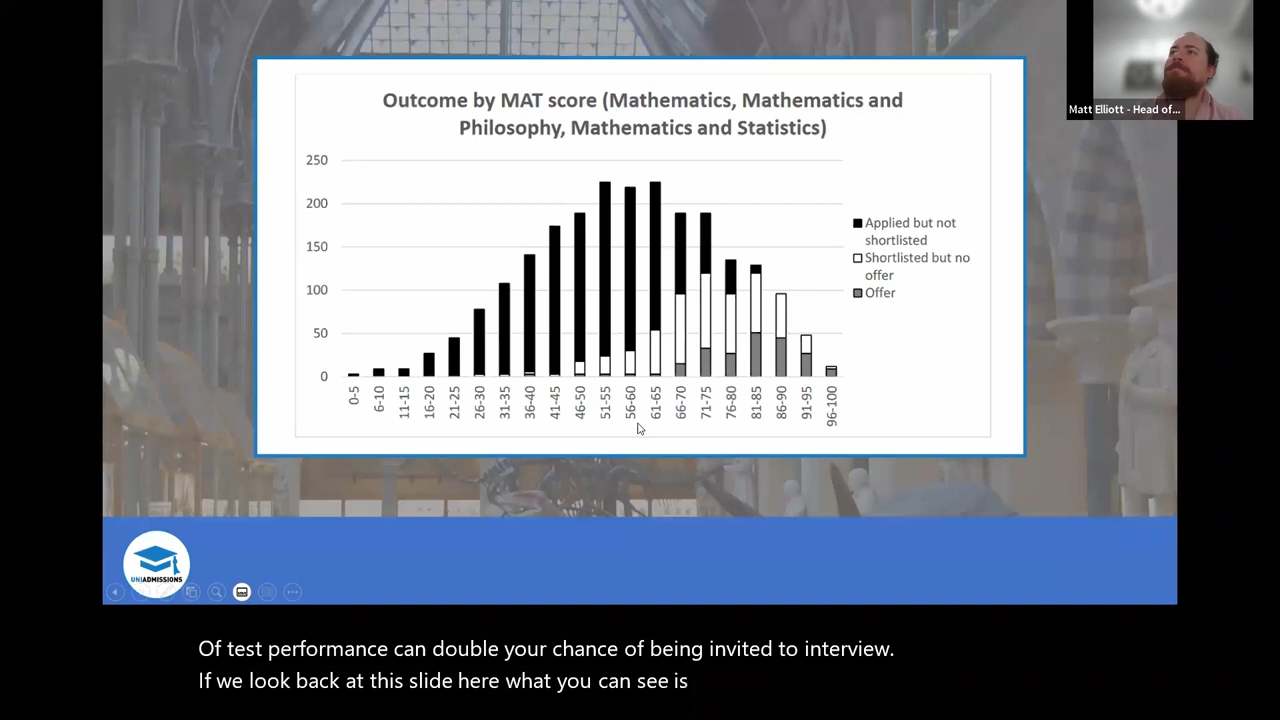 Outcome by MAT score (Mathematics, Mathematics and
Philosophy, Mathematics and Statistics)
Matt Elliott - Head of...
250
200
150
100
50
0
0-5
6-10
11-15
16-20
21-25
26-30
31-35
36-40
41-45
46-50
51-55
56-60
61-65
66-70
71-75
76-80
81-85
86-90
91-95
96-100
Applied but not
shortlisted
Shortlisted but no
offer
Offer
UNIADMISSIONS
Of test performance can double your chance of being invited to interview.
If we look back at this slide here what you can see is